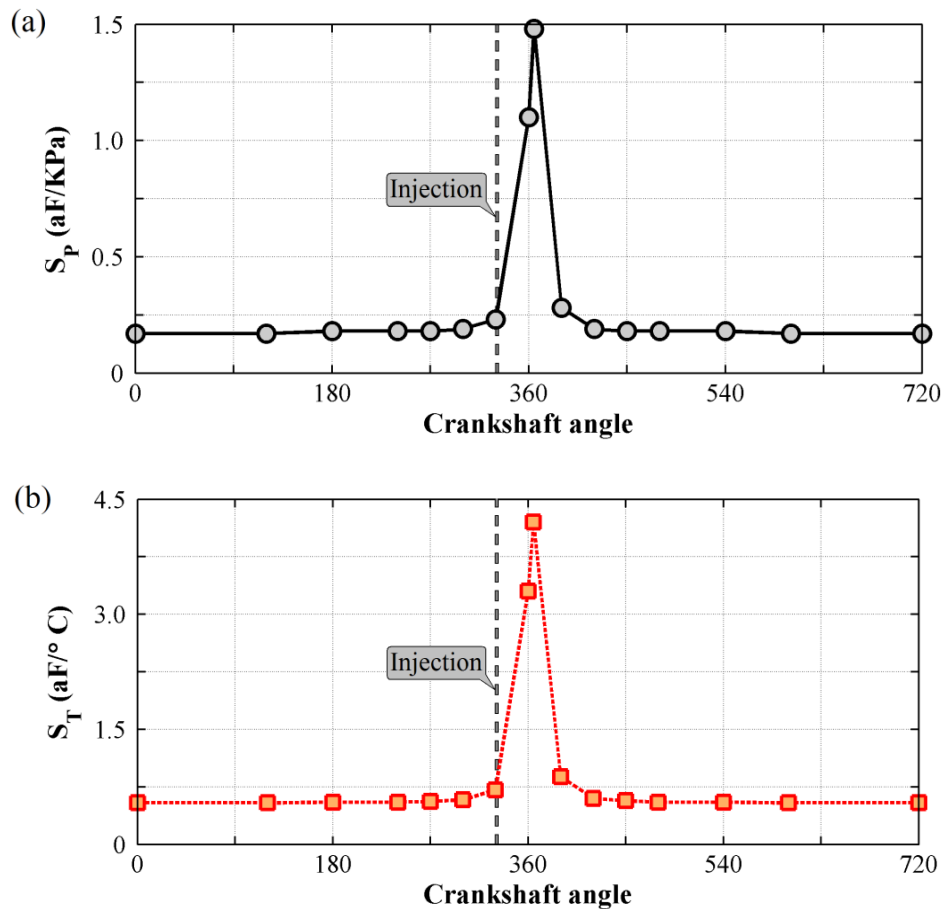 (a)
1.5
1.0
0.5
0
S_P (aF/KPa)
Injection
0 180 360 540 720
Crankshaft angle
(b)
4.5
3.0
1.5
0
S_T (aF/° C)
Injection
0 180 360 540 720
Crankshaft angle